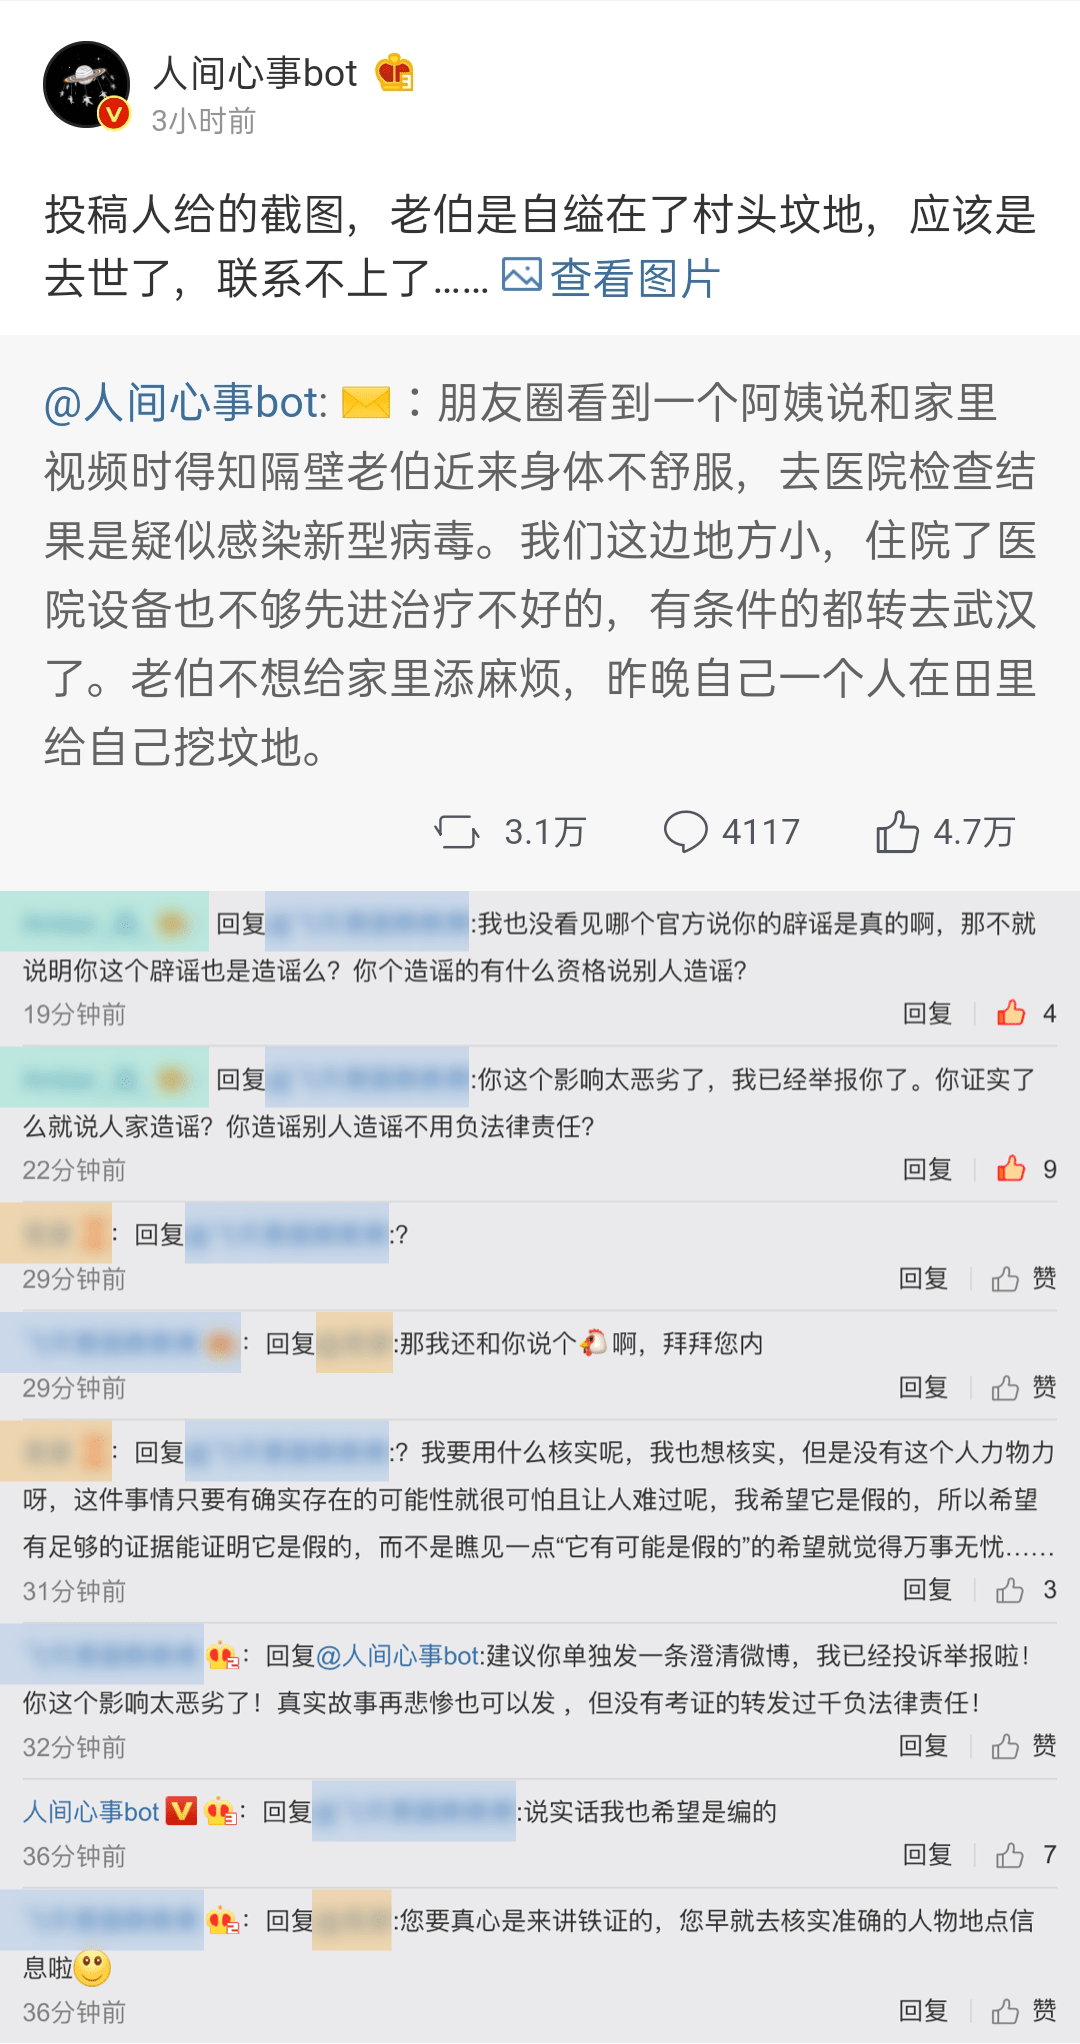 人间心事bot
3小时前
投稿人给的截图，老伯是自缢在了村头坟地，应该是
去世了，联系不上了…… 查看图片
@人间心事bot: ：朋友圈看到一个阿姨说和家里
视频时得知隔壁老伯近来身体不舒服，去医院检查结
果是疑似感染新型病毒。我们这边地方小，住院了医
院设备也不够先进治疗不好的，有条件的都转去武汉
了。老伯不想给家里添麻烦，昨晚自己一个人在田里
给自己挖坟地。
3.1万 4117 4.7万
回复 :我也没看见哪个官方说你的辟谣是真的啊，那不就
说明你这个辟谣也是造谣么？你个造谣的有什么资格说别人造谣?
19分钟前 回复 4
回复 :你这个影响太恶劣了，我已经举报你了。你证实了
么就说人家造谣？你造谣别人造谣不用负法律责任?
22分钟前 回复 9
：回复 :?
29分钟前 回复 赞
：回复 :那我还和你说个🐔啊，拜拜您内
29分钟前 回复 赞
：回复 :？我要用什么核实呢，我也想核实，但是没有这个人力物力
呀，这件事情只要有确实存在的可能性就很可怕且让人难过呢，我希望它是假的，所以希望
有足够的证据能证明它是假的，而不是瞧见一点“它有可能是假的”的希望就觉得万事无忧……
31分钟前 回复 3
：回复@人间心事bot:建议你单独发一条澄清微博，我已经投诉举报啦！
你这个影响太恶劣了！真实故事再悲惨也可以发 ，但没有考证的转发过千负法律责任！
32分钟前 回复 赞
人间心事bot V 3：回复 :说实话我也希望是编的
36分钟前 回复 7
：回复 :您要真心是来讲铁证的，您早就去核实准确的人物地点信
息啦
36分钟前 回复 赞